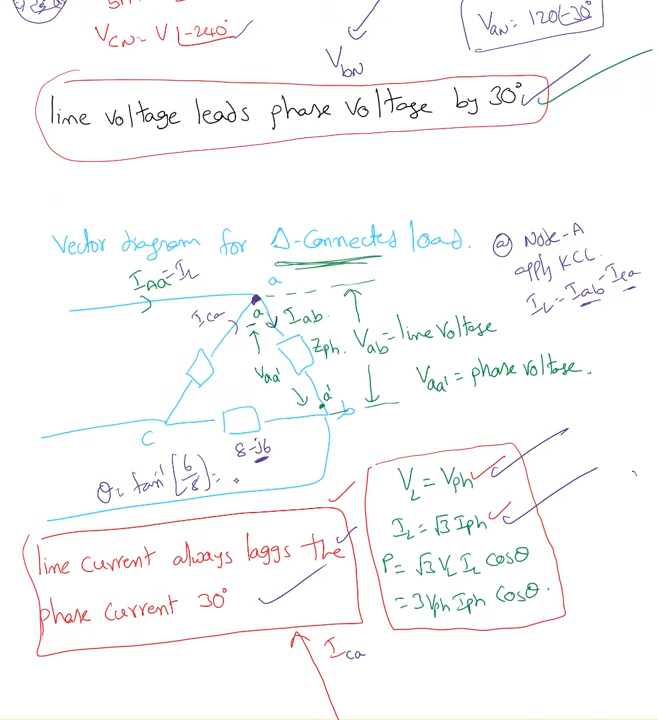 V_CN = V∠-240°
V_aN = 120∠-30°
V_bN
line voltage leads phase voltage by 30°
Vector diagram for Δ-Connected load.
@ Node-A
apply KCL.
I_L = I_ab - I_ca
I_Aa = I_L
a
I_ca
a
I_ab
Zph.
V_ab = line voltage
V_aa'
V_aa' = phase voltage.
a'
b
C
8-j6
θ = tan⁻¹[6/8] =
V_L = V_ph
I_L = √3 I_ph
P = √3 V_L I_L cosθ
= 3 V_ph I_ph cosθ.
line current always laggs the
phase current 30°
I_ca